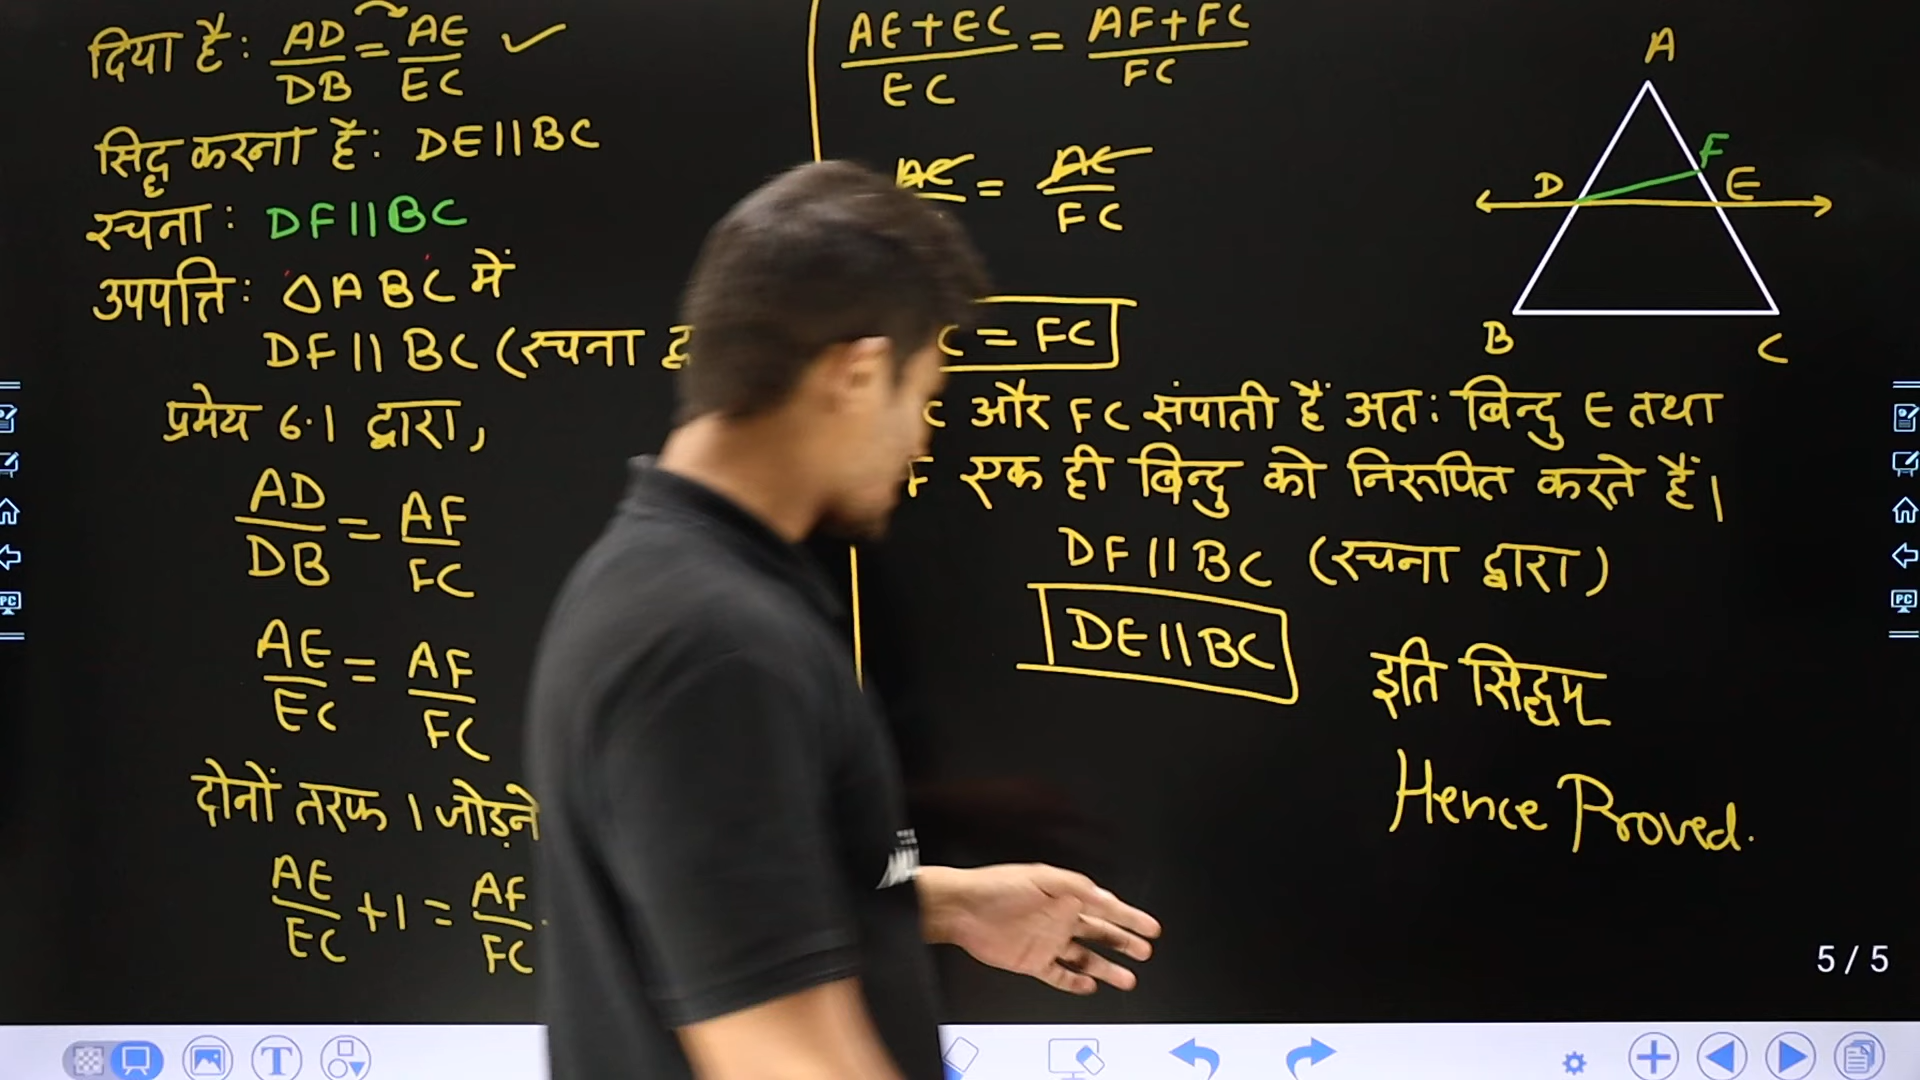 दिया है: AD/DB = AE/EC ✓
सिद्ध करना है: DE||BC
रचना: DF||BC
उपपत्ति: △ABC में
DF || BC (रचना
प्रमेय 6.1 द्वारा,
AD/DB = AF/FC
AE/EC = AF/FC
दोनों तरफ 1 जोड़ने
AE/EC + 1 = AF/FC
AE+EC/EC = AF+FC/FC
AC = AC/FC
C = FC
C और FC संपाती हैं अतः बिन्दु E तथा
F एक ही बिन्दु को निरूपित करते हैं।
DF || BC (रचना द्वारा)
DE||BC
इति सिद्धम्
Hence Proved.
A
F
D
E
B
C
5/5
PC
T
PC